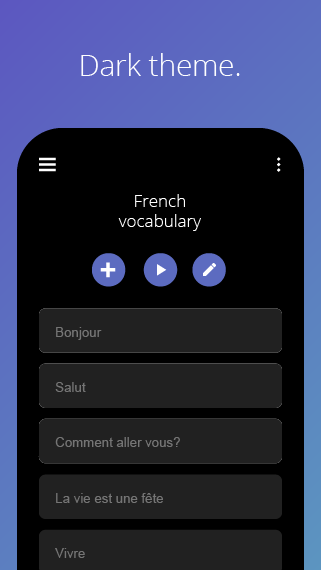 Dark theme.
French
vocabulary
Bonjour
Salut
Comment aller vous?
La vie est une fête
Vivre